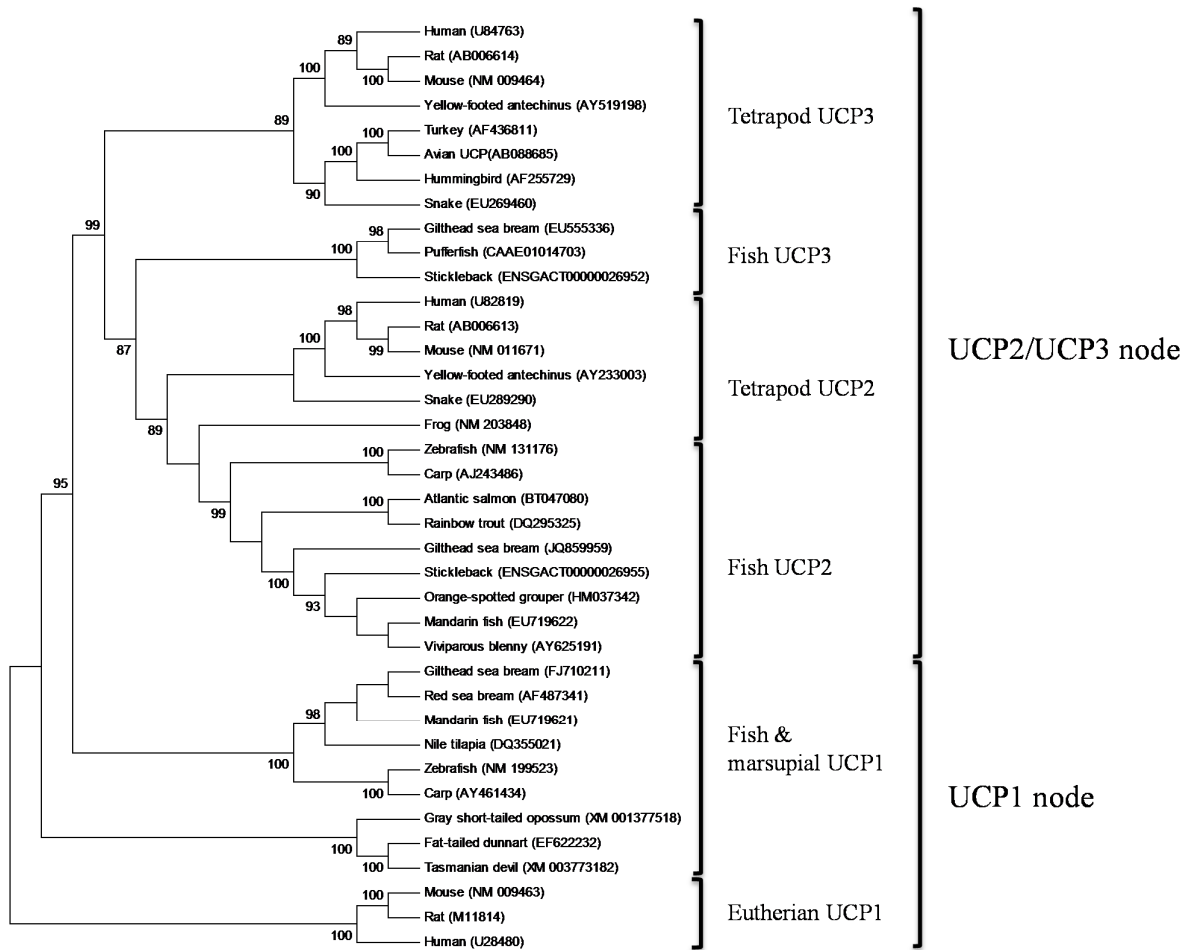 Human (U84763)
89
Rat (AB006614)
100
100
Mouse (NM 009464)
Yellow-footed antechinus (AY519198)
Tetrapod UCP3
89
Turkey (AF436811)
100
Avian UCP(AB088685)
100
Hummingbird (AF255729)
90
Snake (EU269460)
99
Gilthead sea bream (EU555336)
98
Pufferfish (CAAE01014703)
100
Fish UCP3
Stickleback (ENSGACT00000026952)
Human (U82819)
98
Rat (AB006613)
100
99
Mouse (NM 011671)
87
UCP2/UCP3 node
Yellow-footed antechinus (AY233003)
Tetrapod UCP2
Snake (EU289290)
89
Frog (NM 203848)
Zebrafish (NM 131176)
100
Carp (AJ243486)
95
Atlantic salmon (BT047080)
100
99
Rainbow trout (DQ295325)
Gilthead sea bream (JQ859959)
Fish UCP2
100
Stickleback (ENSGACT00000026955)
93
Orange-spotted grouper (HM037342)
Mandarin fish (EU719622)
Viviparous blenny (AY625191)
Gilthead sea bream (FJ710211)
Red sea bream (AF487341)
98
Mandarin fish (EU719621)
Fish &
marsupial UCP1
Nile tilapia (DQ355021)
100
Zebrafish (NM 199523)
100
Carp (AY461434)
UCP1 node
Gray short-tailed opossum (XM 001377518)
100
Fat-tailed dunnart (EF622232)
100
Tasmanian devil (XM 003773182)
Mouse (NM 009463)
100
Rat (M11814)
Eutherian UCP1
100
Human (U28480)